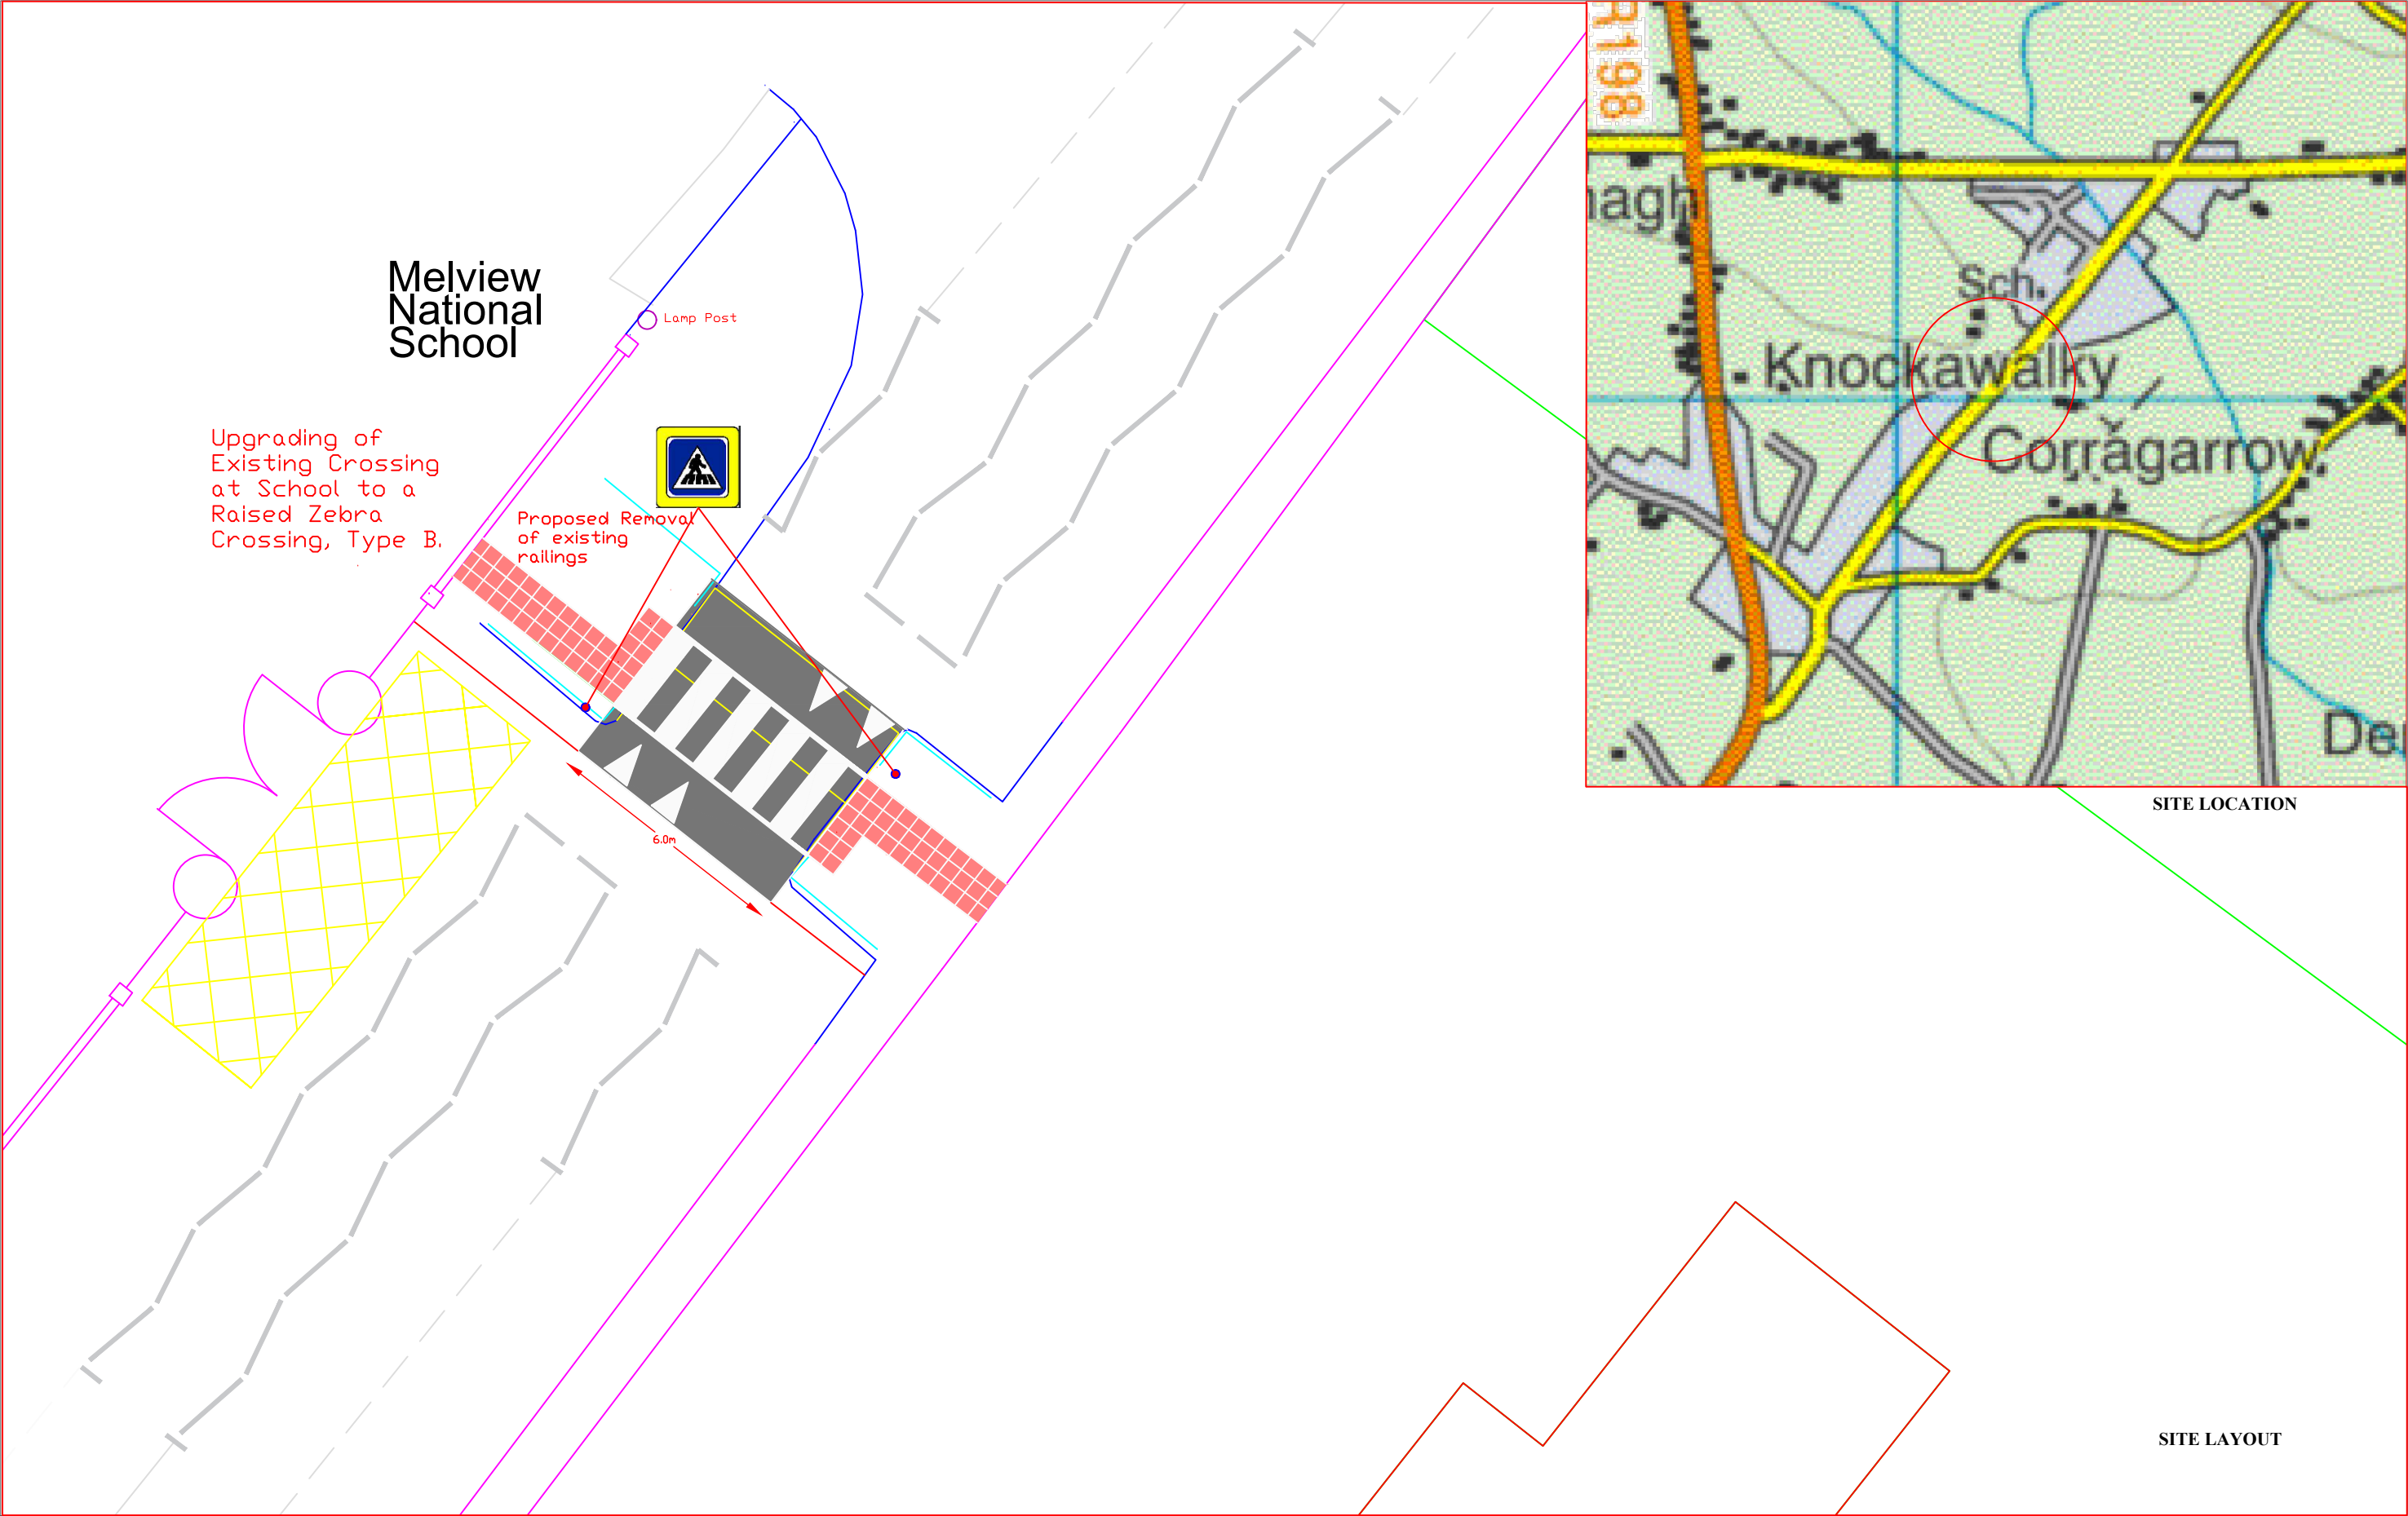 Melview
National
School
Lamp Post
Upgrading of
Existing Crossing
at School to a
Raised Zebra
Crossing, Type B.
Proposed Removal
of existing
railings
6.0m
R198
nagh
Sch.
Knockawalky
Corragarrow
De
SITE LOCATION
SITE LAYOUT